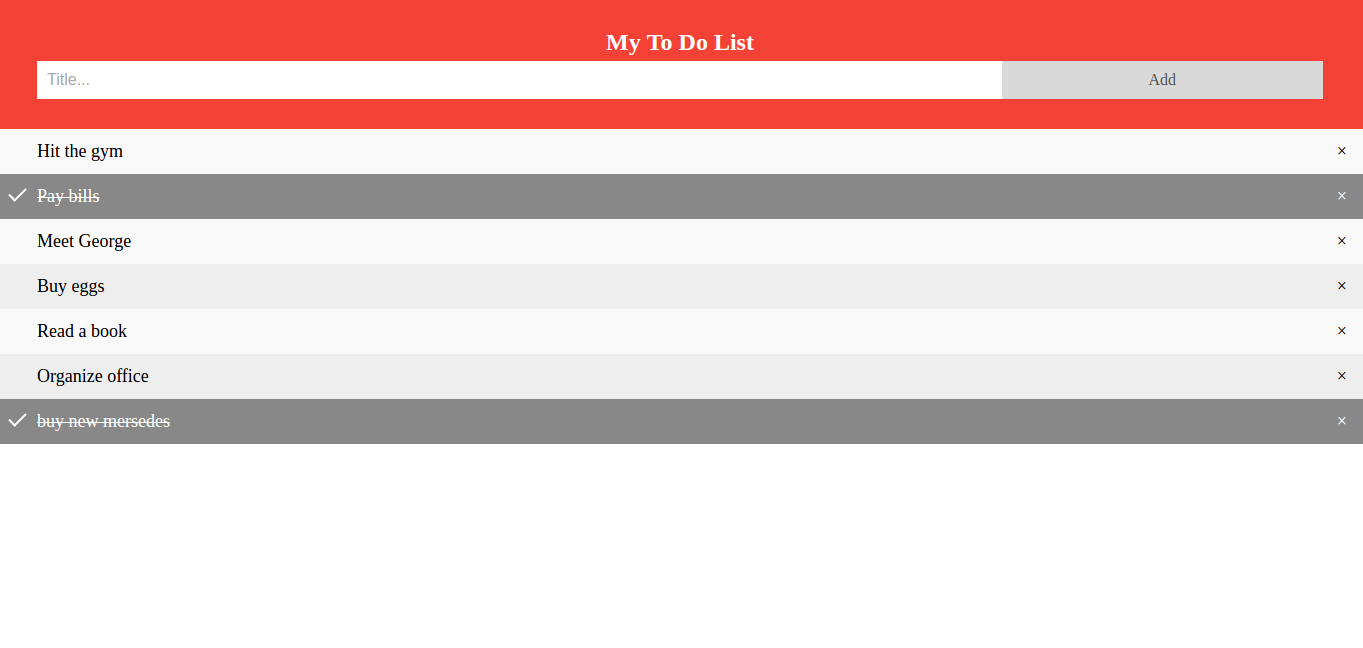 My To Do List
Title...
Add
Hit the gym ×
Pay bills ×
Meet George ×
Buy eggs ×
Read a book ×
Organize office ×
buy new mersedes ×